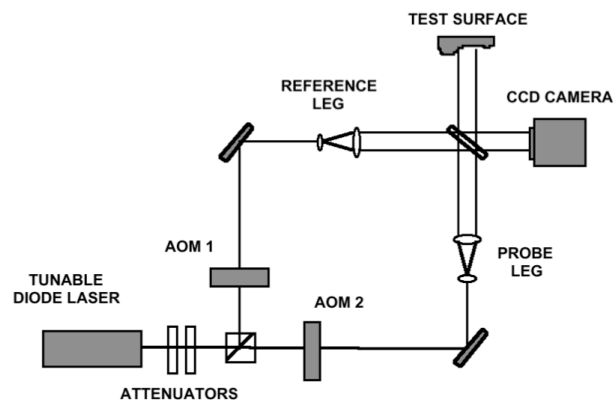 TEST SURFACE
REFERENCE
LEG
CCD CAMERA
AOM 1
PROBE
LEG
TUNABLE
DIODE LASER
AOM 2
ATTENUATORS